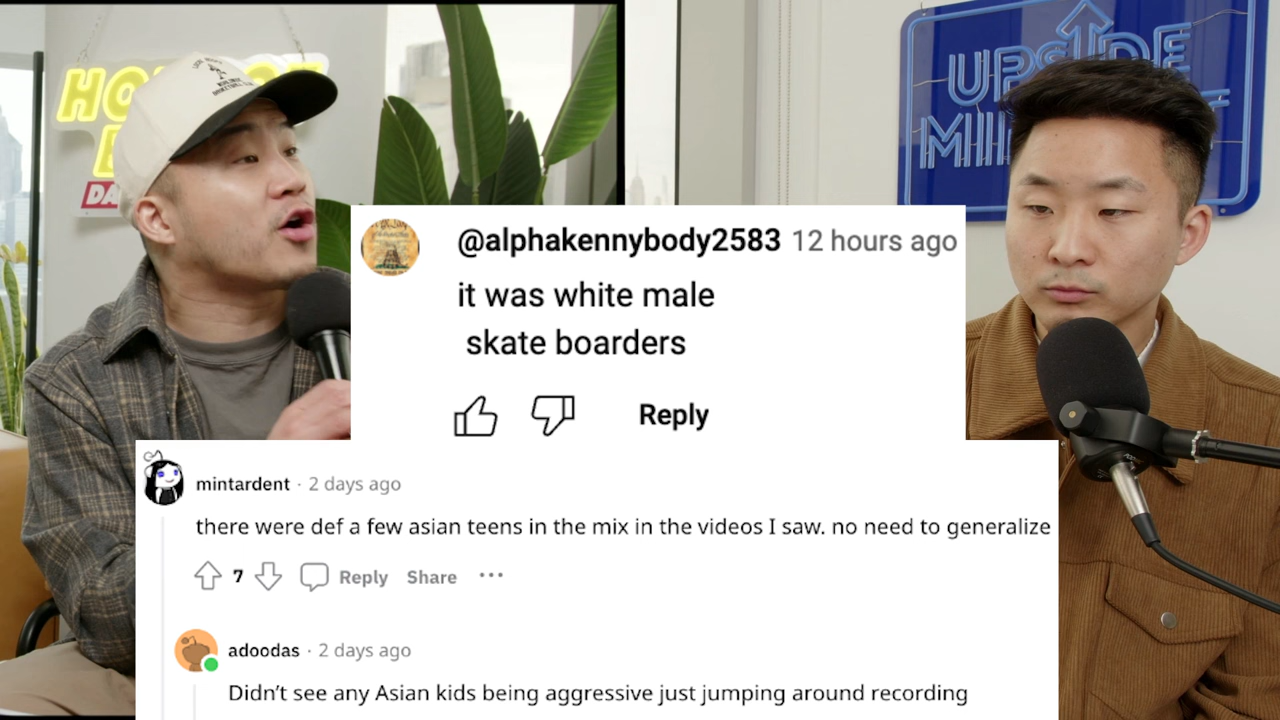 HO
DA
UPSIDE
@alphakennybody2583 12 hours ago
it was white male
skate boarders
Reply
mintardent · 2 days ago
there were def a few asian teens in the mix in the videos I saw. no need to generalize
7 Reply Share ···
adoodas · 2 days ago
Didn't see any Asian kids being aggressive just jumping around recording